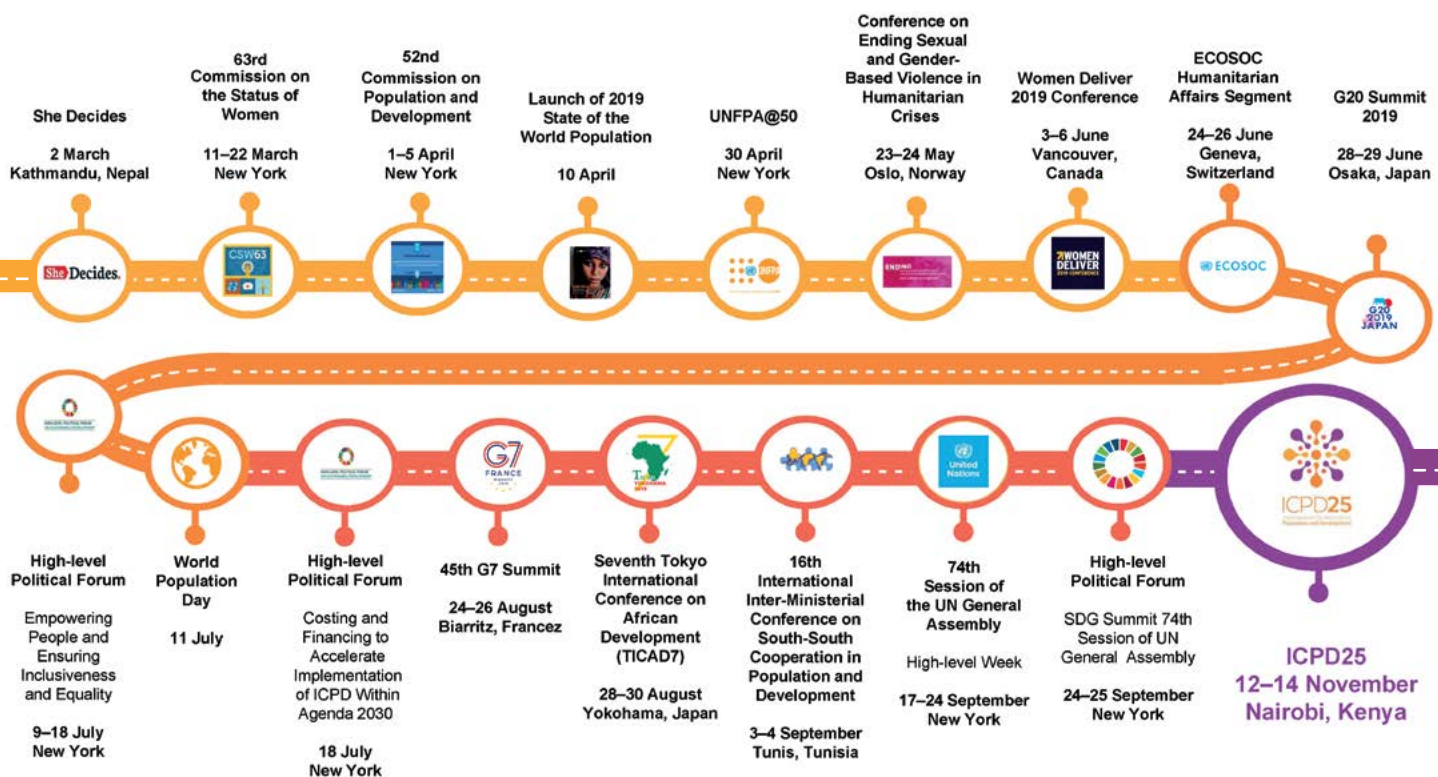 She Decides
2 March
Kathmandu, Nepal
63rd
Commission on
the Status of
Women
11–22 March
New York
52nd
Commission on
Population and
Development
1–5 April
New York
Launch of 2019
State of the
World Population
10 April
UNFPA@50
30 April
New York
Conference on
Ending Sexual
and Gender-
Based Violence in
Humanitarian
Crises
23–24 May
Oslo, Norway
Women Deliver
2019 Conference
3–6 June
Vancouver,
Canada
ECOSOC
Humanitarian
Affairs Segment
24–26 June
Geneva,
Switzerland
G20 Summit
2019
28–29 June
Osaka, Japan
She Decides.
CSW63
UNFPA
ENDING
WOMEN
DELIVER
2019 CONFERENCE
ECOSOC
G20
2019
JAPAN
G7
FRANCE
YOKOHAMA
United
Nations
ICPD25
High-level
Political Forum
Empowering
People and
Ensuring
Inclusiveness
and Equality
9–18 July
New York
World
Population
Day
11 July
High-level
Political Forum
Costing and
Financing to
Accelerate
Implementation
of ICPD Within
Agenda 2030
18 July
New York
45th G7 Summit
24–26 August
Biarritz, Francez
Seventh Tokyo
International
Conference on
African
Development
(TICAD7)
28–30 August
Yokohama, Japan
16th
International
Inter-Ministerial
Conference on
South-South
Cooperation in
Population and
Development
3–4 September
Tunis, Tunisia
74th
Session of
the UN General
Assembly
High-level Week
17–24 September
New York
High-level
Political Forum
SDG Summit 74th
Session of UN
General Assembly
24–25 September
New York
ICPD25
12–14 November
Nairobi, Kenya